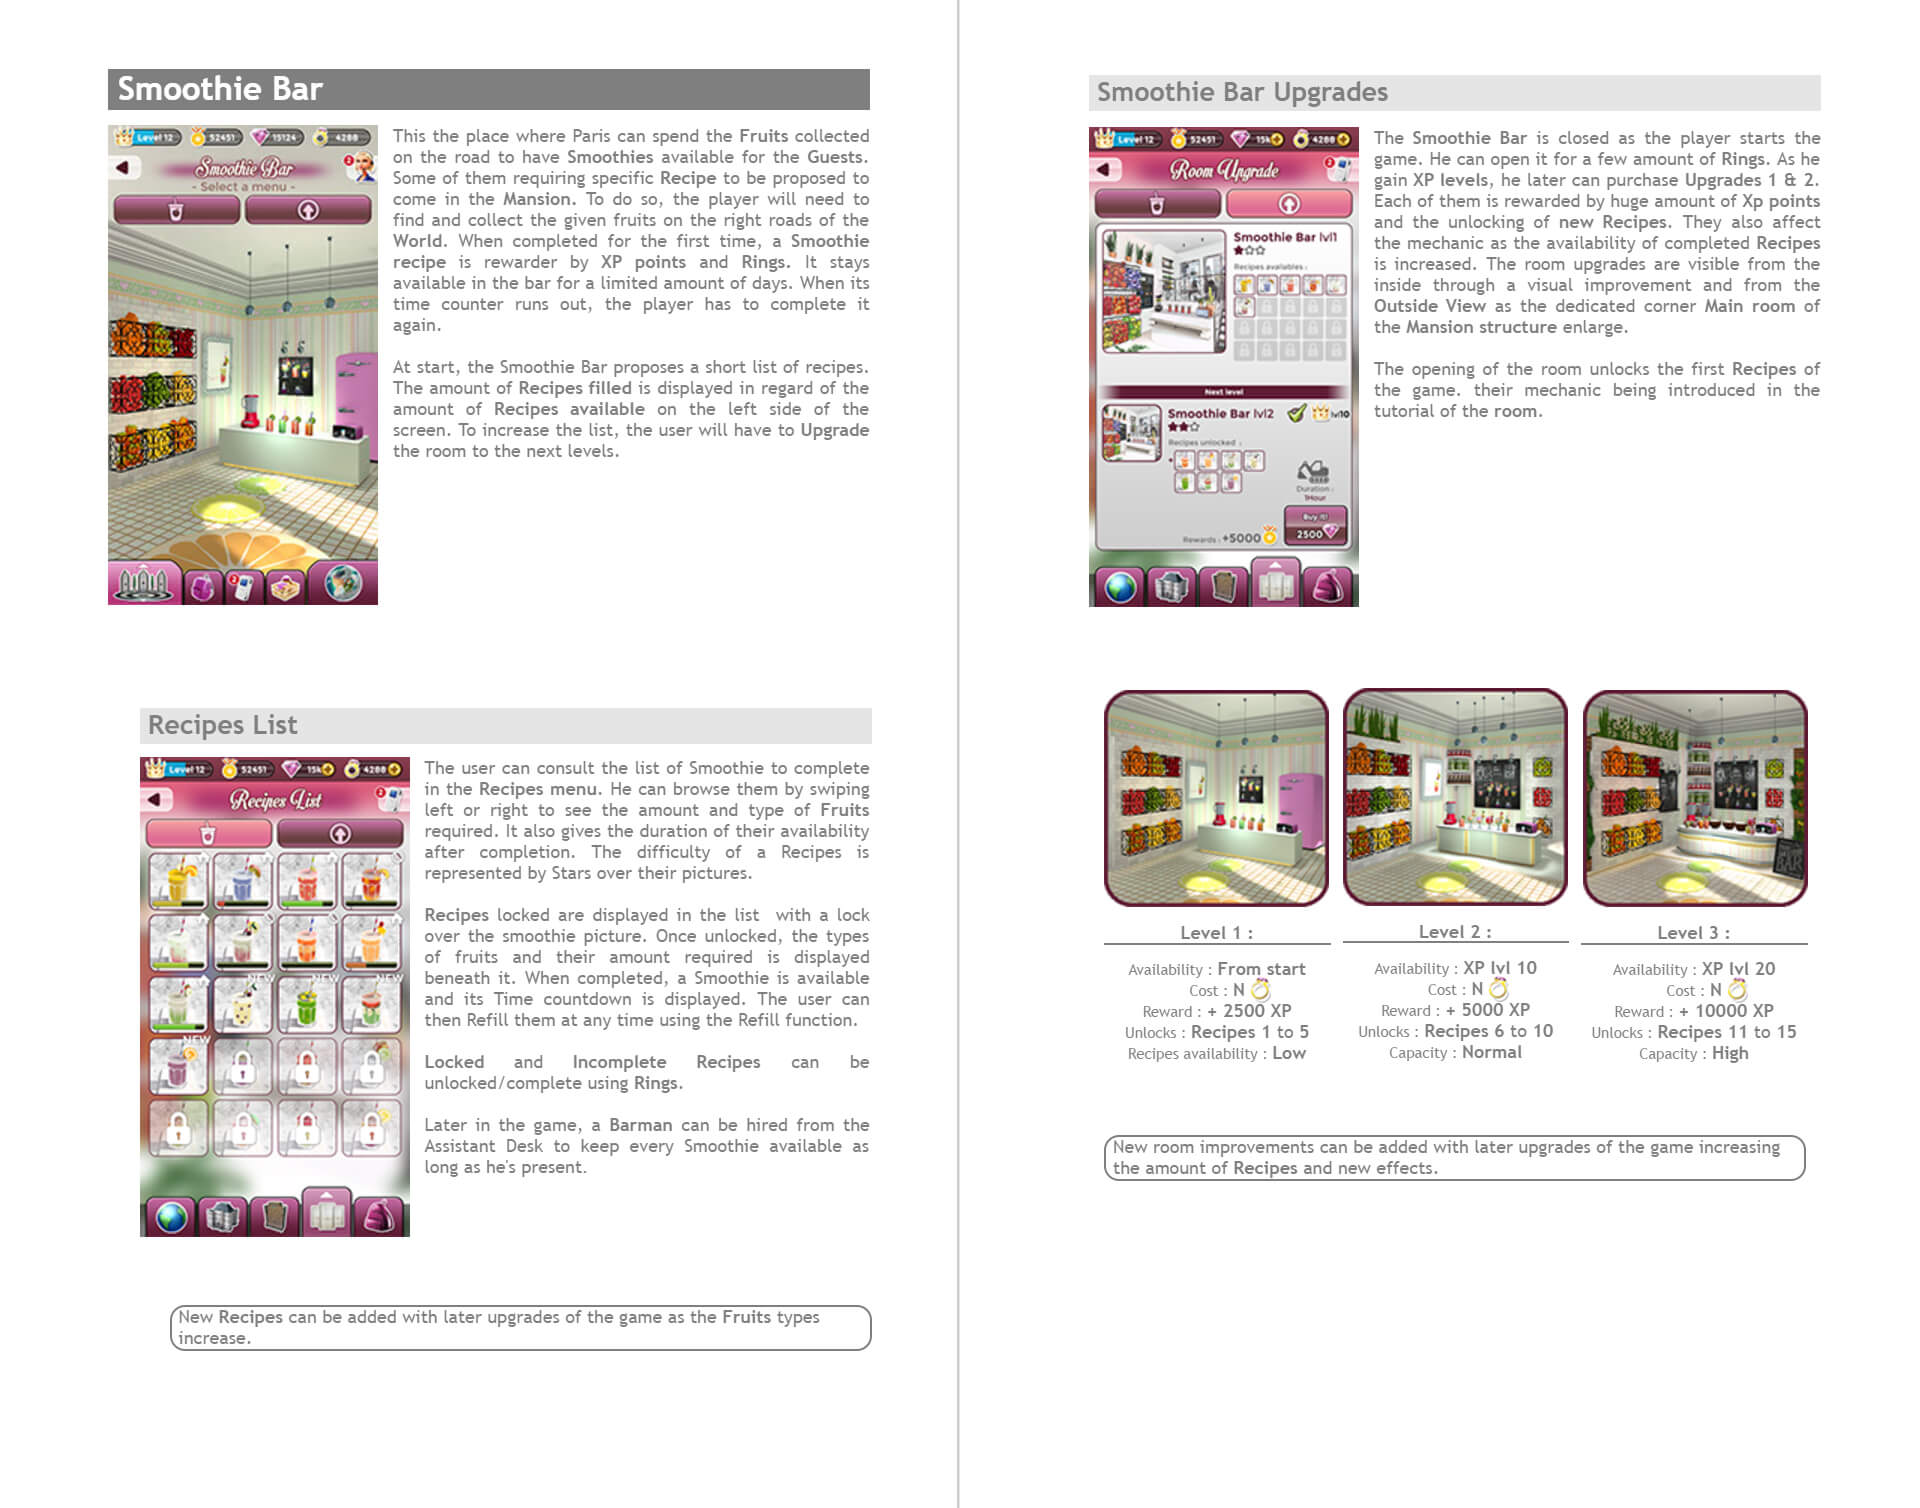 Smoothie Bar
Level 12 52451 15124 4288
Smoothie Bar
2
- Select a menu -
2
This the place where Paris can spend the Fruits collected
on the road to have Smoothies available for the Guests.
Some of them requiring specific Recipe to be proposed to
come in the Mansion. To do so, the player will need to
find and collect the given fruits on the right roads of the
World. When completed for the first time, a Smoothie
recipe is rewarder by XP points and Rings. It stays
available in the bar for a limited amount of days. When its
time counter runs out, the player has to complete it
again.
At start, the Smoothie Bar proposes a short list of recipes.
The amount of Recipes filled is displayed in regard of the
amount of Recipes available on the left side of the
screen. To increase the list, the user will have to Upgrade
the room to the next levels.
Recipes List
Level 12 52451 15k 4288
Recipes List
2
NEW NEW NEW
NEW
The user can consult the list of Smoothie to complete
in the Recipes menu. He can browse them by swiping
left or right to see the amount and type of Fruits
required. It also gives the duration of their availability
after completion. The difficulty of a Recipes is
represented by Stars over their pictures.
Recipes locked are displayed in the list with a lock
over the smoothie picture. Once unlocked, the types
of fruits and their amount required is displayed
beneath it. When completed, a Smoothie is available
and its Time countdown is displayed. The user can
then Refill them at any time using the Refill function.
Locked and Incomplete Recipes can be
unlocked/complete using Rings.
Later in the game, a Barman can be hired from the
Assistant Desk to keep every Smoothie available as
long as he's present.
New Recipes can be added with later upgrades of the game as the Fruits types
increase.
Smoothie Bar Upgrades
Level 12 52451 15k 4288
Room Upgrade
2
Smoothie Bar lvl1
Recipes availables :
Next level
Smoothie Bar lvl2 lvl10
Recipes unlocked :
+
Duration :
1Hour
Buy it!
2500
Rewards : +5000
The Smoothie Bar is closed as the player starts the
game. He can open it for a few amount of Rings. As he
gain XP levels, he later can purchase Upgrades 1 & 2.
Each of them is rewarded by huge amount of Xp points
and the unlocking of new Recipes. They also affect
the mechanic as the availability of completed Recipes
is increased. The room upgrades are visible from the
inside through a visual improvement and from the
Outside View as the dedicated corner Main room of
the Mansion structure enlarge.
The opening of the room unlocks the first Recipes of
the game. their mechanic being introduced in the
tutorial of the room.
Level 1 :
Availability : From start
Cost : N
Reward : + 2500 XP
Unlocks : Recipes 1 to 5
Recipes availability : Low
Level 2 :
Availability : XP lvl 10
Cost : N
Reward : + 5000 XP
Unlocks : Recipes 6 to 10
Capacity : Normal
BAR
Level 3 :
Availability : XP lvl 20
Cost : N
Reward : + 10000 XP
Unlocks : Recipes 11 to 15
Capacity : High
New room improvements can be added with later upgrades of the game increasing
the amount of Recipes and new effects.